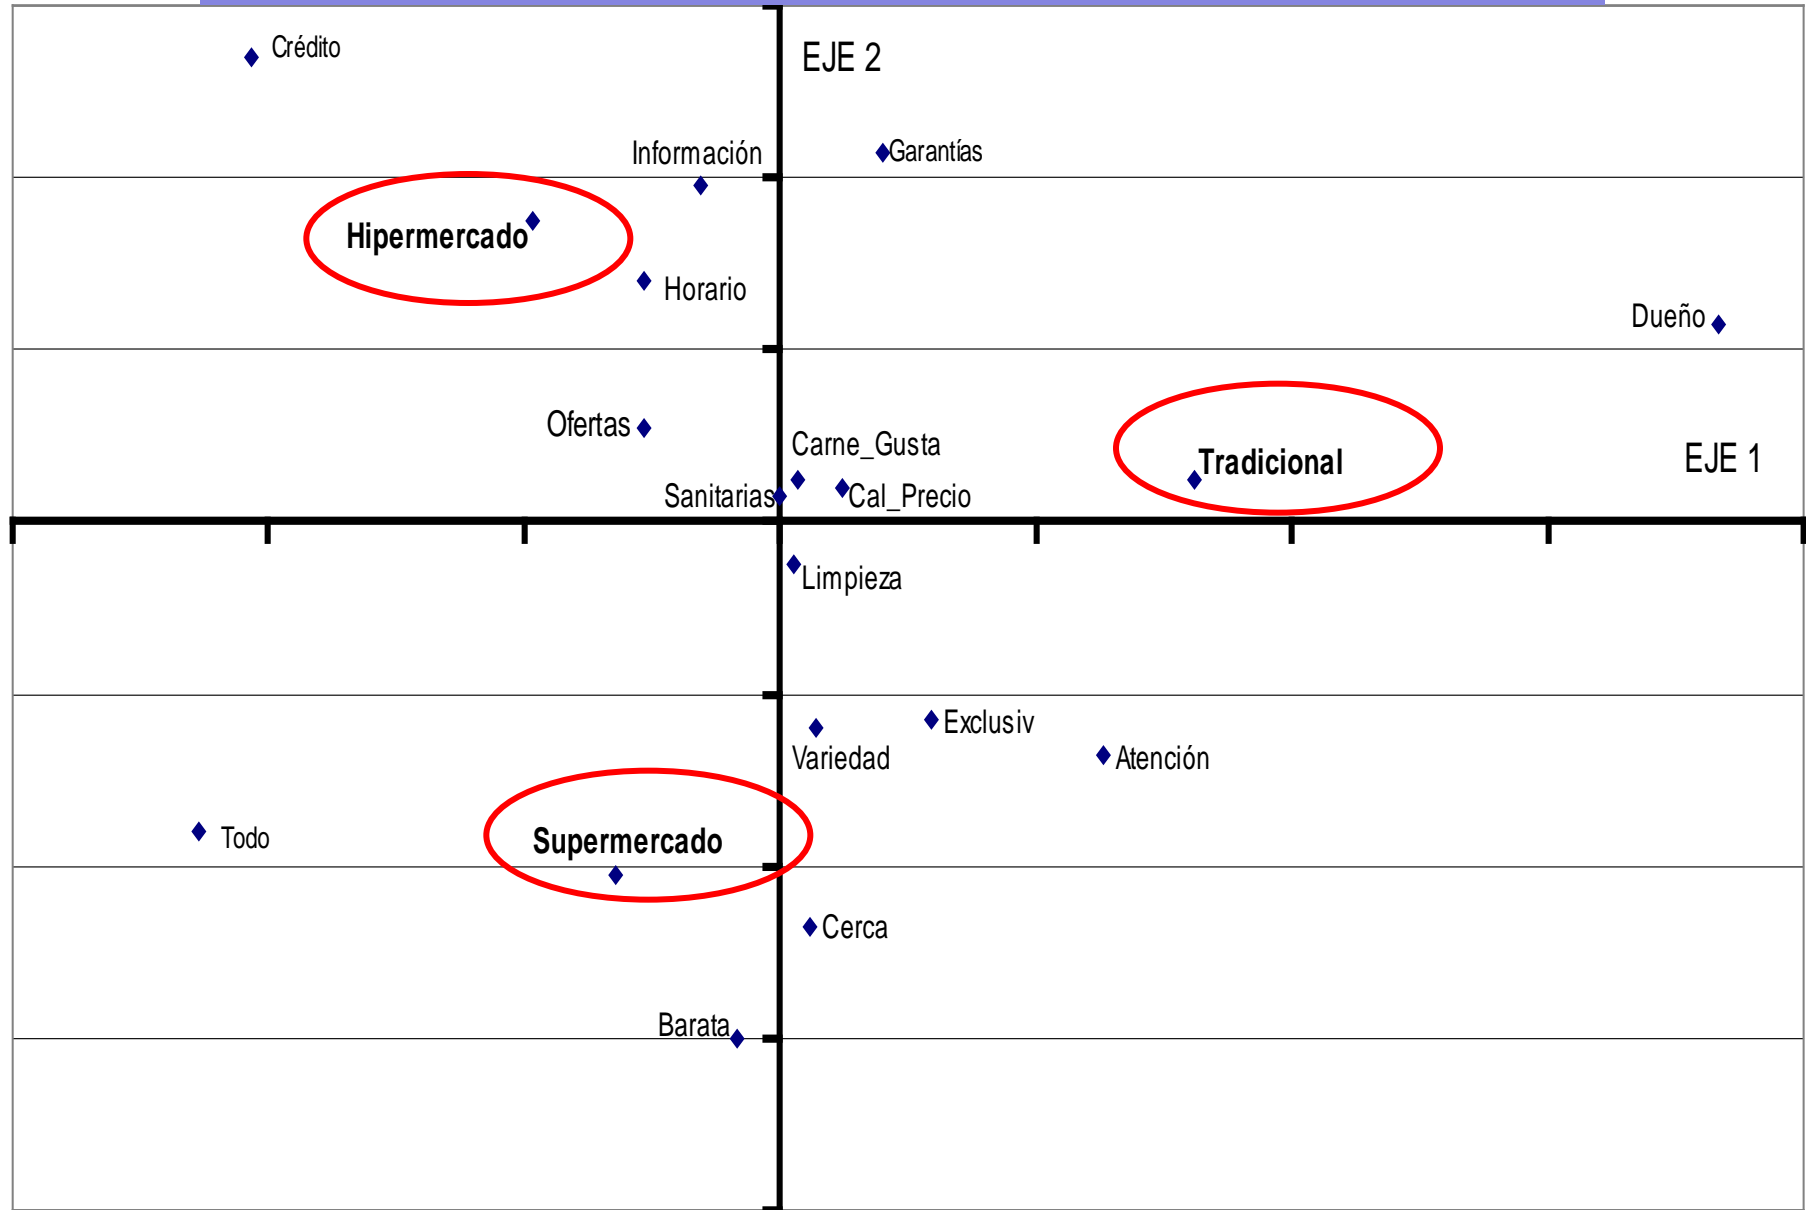 Crédito
EJE 2
Información
Garantías
Hipermercado
Horario
Dueño
Ofertas
Carne_Gusta
Tradicional
EJE 1
Sanitarias
Cal_Precio
Limpieza
Exclusiv
Variedad
Atención
Todo
Supermercado
Cerca
Barata